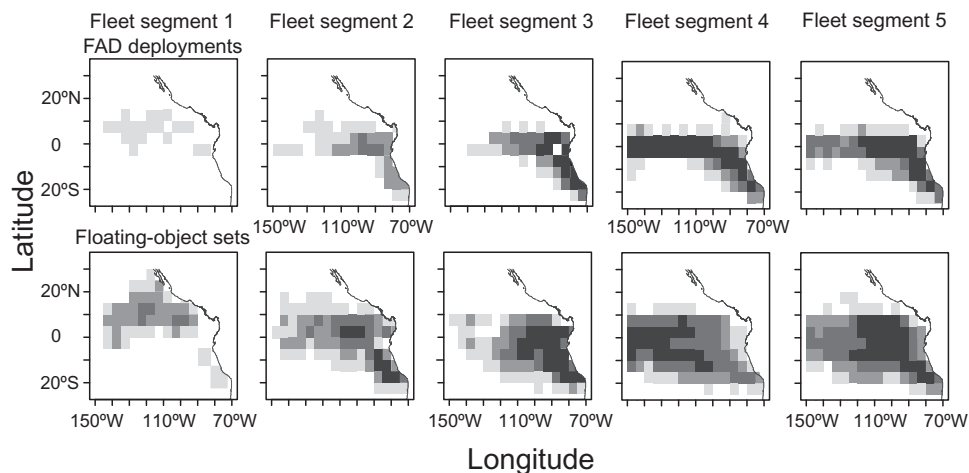 Fleet segment 1
Fleet segment 2
Fleet segment 3
Fleet segment 4
Fleet segment 5
FAD deployments
20ºN
0
20ºS
150ºW 110ºW 70ºW
150ºW 110ºW 70ºW
Floating-object sets
20ºN
0
20ºS
150ºW 110ºW 70ºW
150ºW 110ºW 70ºW
150ºW 110ºW 70ºW
Latitude
Longitude